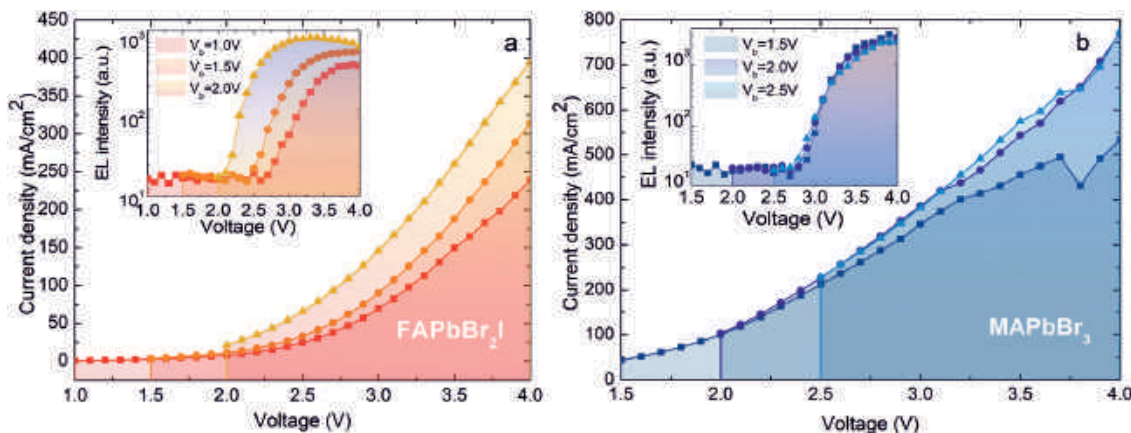 a
450
400
350
300
250
200
150
100
50
0
Current density (mA/cm²)
1.0 1.5 2.0 2.5 3.0 3.5 4.0
Voltage (V)
FAPbBr₂I
10³
10²
10¹
EL intensity (a.u.)
V_b=1.0V
V_b=1.5V
V_b=2.0V
1.0 1.5 2.0 2.5 3.0 3.5 4.0
Voltage (V)
b
800
700
600
500
400
300
200
100
0
Current density (mA/cm²)
1.5 2.0 2.5 3.0 3.5 4.0
Voltage (V)
MAPbBr₃
10³
10²
10¹
EL intensity (a.u.)
V_b=1.5V
V_b=2.0V
V_b=2.5V
1.0 1.5 2.0 2.5 3.0 3.5 4.0
Voltage (V)